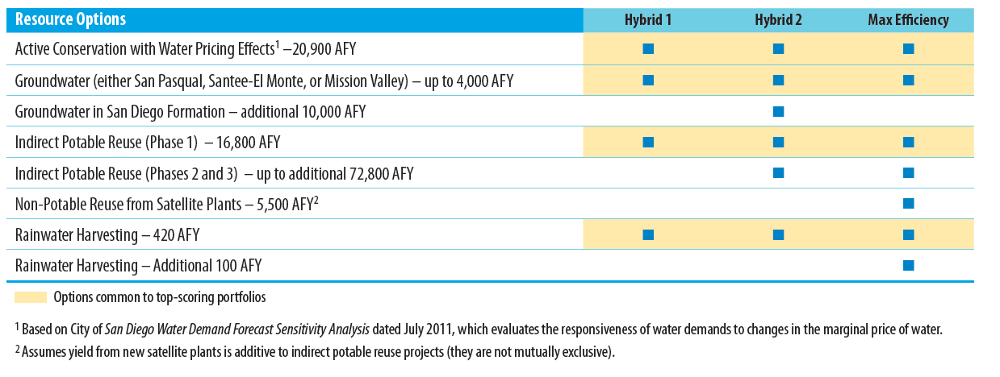 Resource Options Hybrid 1 Hybrid 2 Max Efficiency
Active Conservation with Water Pricing Effects¹ –20,900 AFY
Groundwater (either San Pasqual, Santee-El Monte, or Mission Valley) – up to 4,000 AFY
Groundwater in San Diego Formation – additional 10,000 AFY
Indirect Potable Reuse (Phase 1) – 16,800 AFY
Indirect Potable Reuse (Phases 2 and 3) – up to additional 72,800 AFY
Non-Potable Reuse from Satellite Plants – 5,500 AFY²
Rainwater Harvesting – 420 AFY
Rainwater Harvesting – Additional 100 AFY
Options common to top-scoring portfolios
¹ Based on City of San Diego Water Demand Forecast Sensitivity Analysis dated July 2011, which evaluates the responsiveness of water demands to changes in the marginal price of water.
² Assumes yield from new satellite plants is additive to indirect potable reuse projects (they are not mutually exclusive).